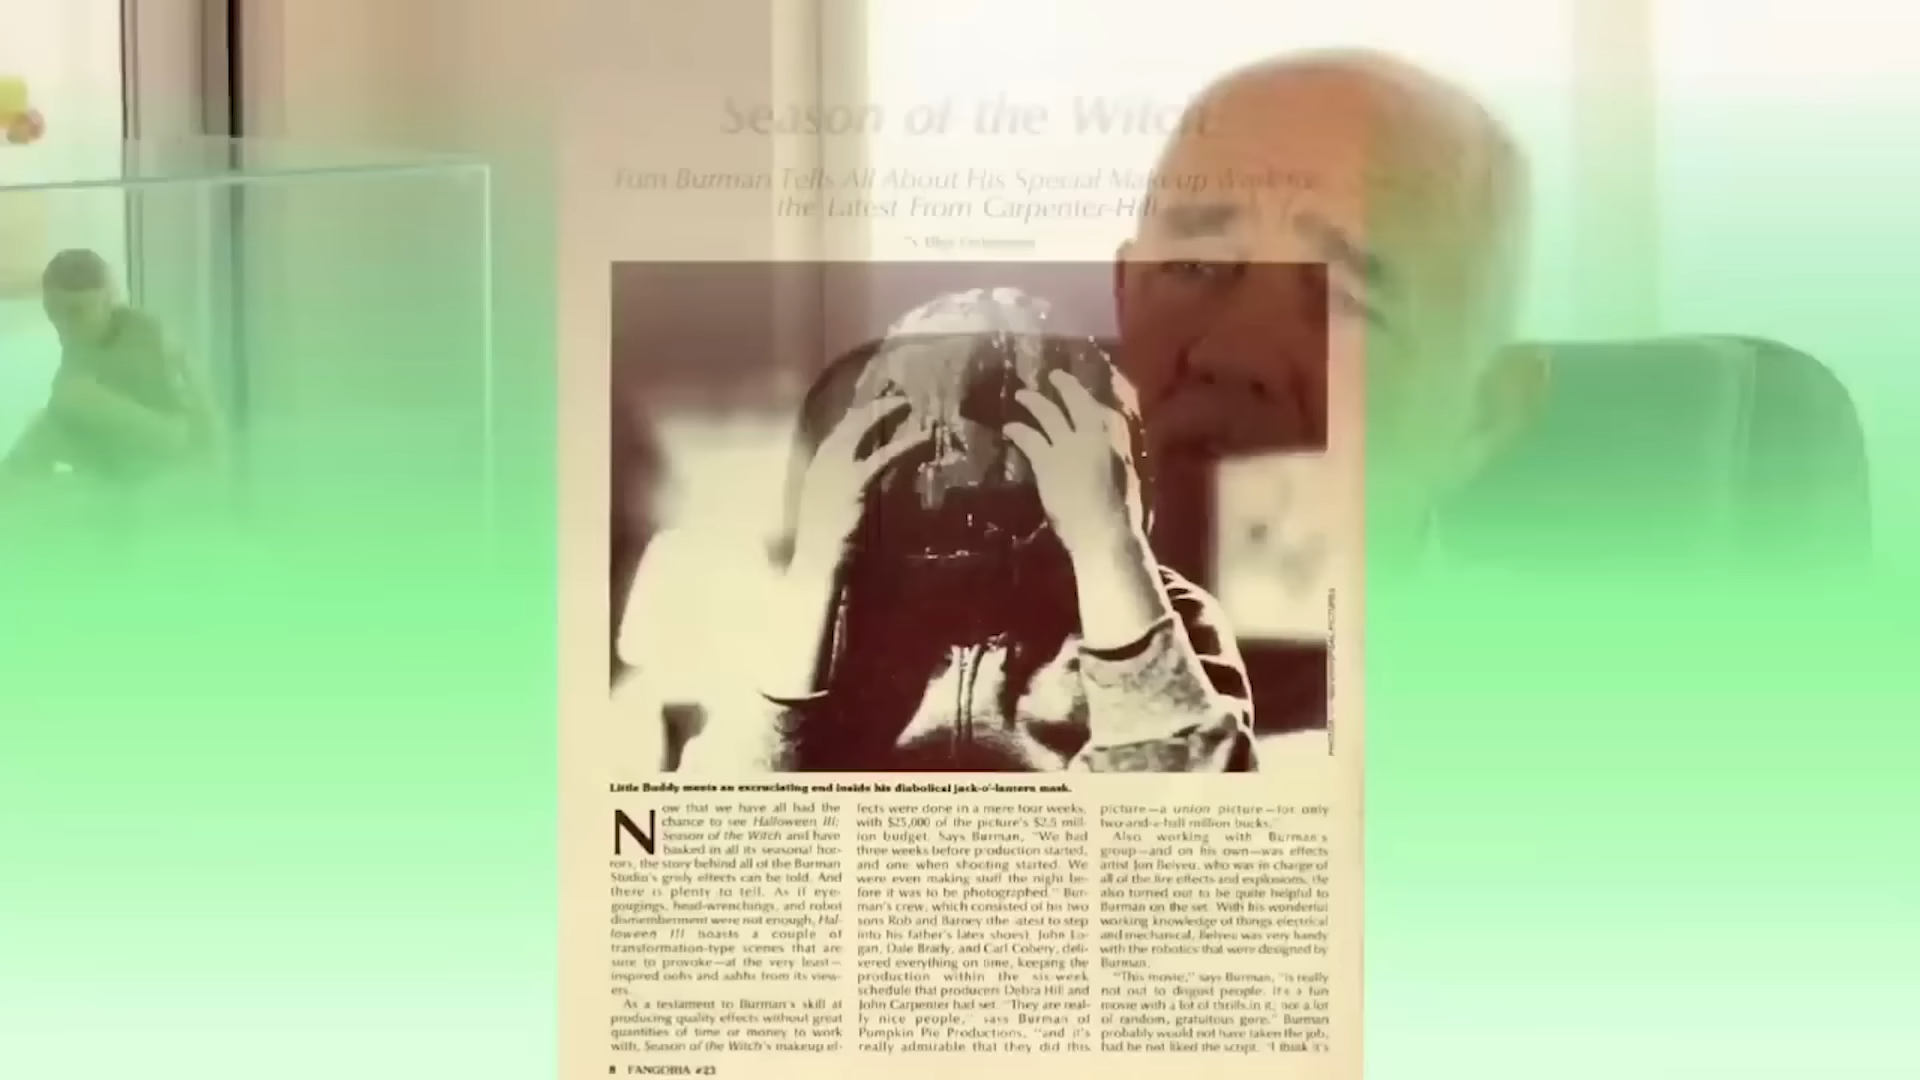 Season of the Witch
Tom Burman Tells All About His Special Make-up Work for
the Latest From Carpenter-Hill
Little Buddy meets an excruciating end inside his diabolical jack-o'-lantern mask.
Now that we have all had the
chance to see Halloween III:
Season of the Witch and have
basked in all its seasonal hor-
rors, the story behind all of the Burman
Studio's grisly effects can be told. And
there is plenty to tell. As if eye-
gougings, head-wrenchings, and robot
dismemberment were not enough, Hal-
loween III boasts a couple of
transformation-type scenes that are
sure to provoke—at the very least—
inspired oohs and aahhs from its view-
ers.
As a testament to Burman's skill at
producing quality effects without great
quantities of time or money to work
with, Season of the Witch's makeup ef-
fects were done in a mere four weeks,
with $25,000 of the picture's $2.5 mil-
lion budget. Says Burman, "We had
three weeks before production started,
and one when shooting started. We
were even making stuff the night be-
fore it was to be photographed." Bur-
man's crew, which consisted of his two
sons Rob and Barney (the latest to step
into his father's latex shoes), John Lo-
gan, Dale Brady, and Carl Cobery, deli-
vered everything on time, keeping the
production within the six-week
schedule that producers Debra Hill and
John Carpenter had set. "They are real-
ly nice people," says Burman of
Pumpkin Pie Productions, "and it's
really admirable that they did this
picture—a union picture—for only
two-and-a-half million bucks."
Also working with Burman's
group—and on his own—was effects
artist Jon Belyeu, who was in charge of
all of the fire effects and explosions. He
also turned out to be quite helpful to
Burman on the set. With his wonderful
working knowledge of things electrical
and mechanical, Belyeu was very handy
with the robotics that were designed by
Burman.
"This movie," says Burman, "is really
not out to disgust people. It's a fun
movie with a lot of thrills in it, not a lot
of random, gratuitous gore." Burman
probably would not have taken the job,
had he not liked the script. "I think it's
8 FANGORIA #23